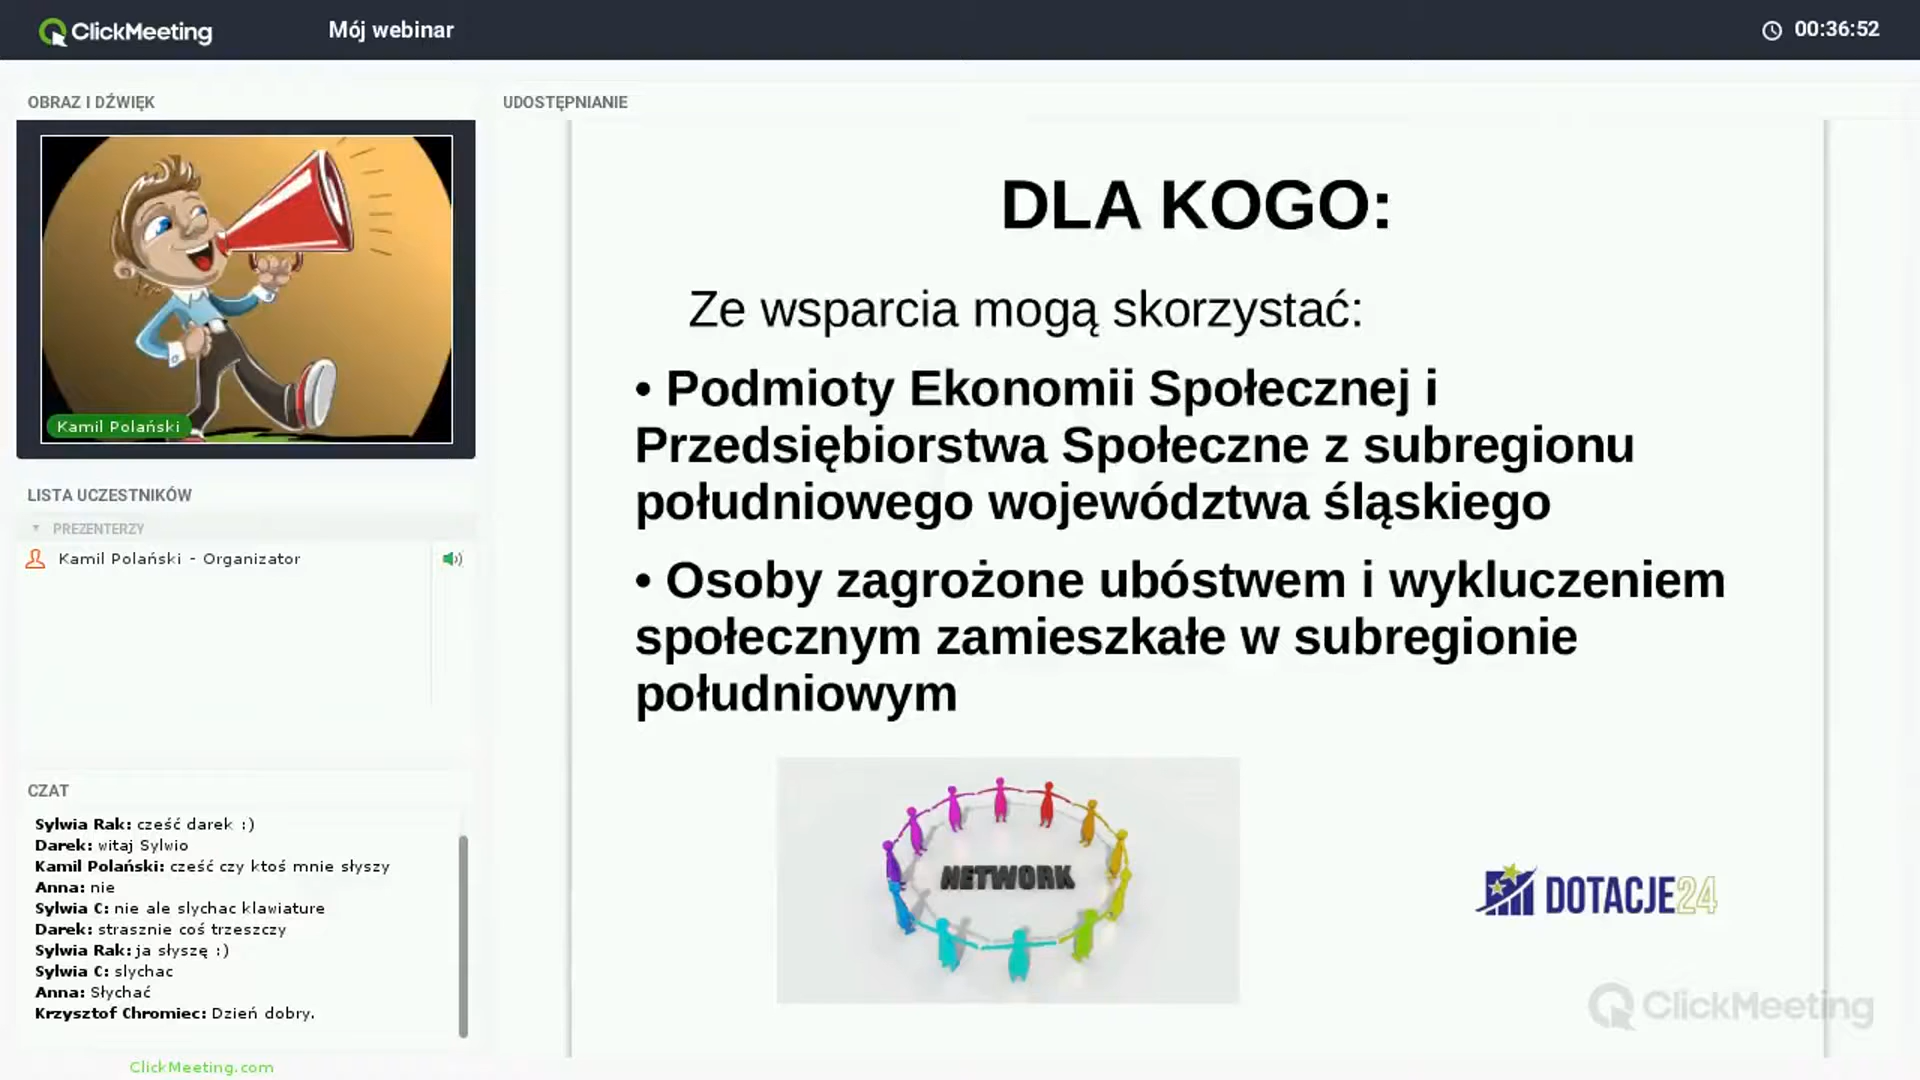 ClickMeeting
Mój webinar
00:36:52
OBRAZ I DŹWIĘK
UDOSTĘPNIANIE
Kamil Polański
LISTA UCZESTNIKÓW
PREZENTERZY
Kamil Polański - Organizator
CZAT
Sylwia Rak: cześć darek :)
Darek: witaj Sylwio
Kamil Polański: cześć czy ktoś mnie słyszy
Anna: nie
Sylwia C: nie ale slychac klawiature
Darek: strasznie coś trzeszczy
Sylwia Rak: ja słyszę :)
Sylwia C: slychac
Anna: Słychać
Krzysztof Chromiec: Dzień dobry.
ClickMeeting.com
DLA KOGO:
Ze wsparcia mogą skorzystać:
• Podmioty Ekonomii Społecznej i
Przedsiębiorstwa Społeczne z subregionu
południowego województwa śląskiego
• Osoby zagrożone ubóstwem i wykluczeniem
społecznym zamieszkałe w subregionie
południowym
NETWORK
DOTACJE24
ClickMeeting